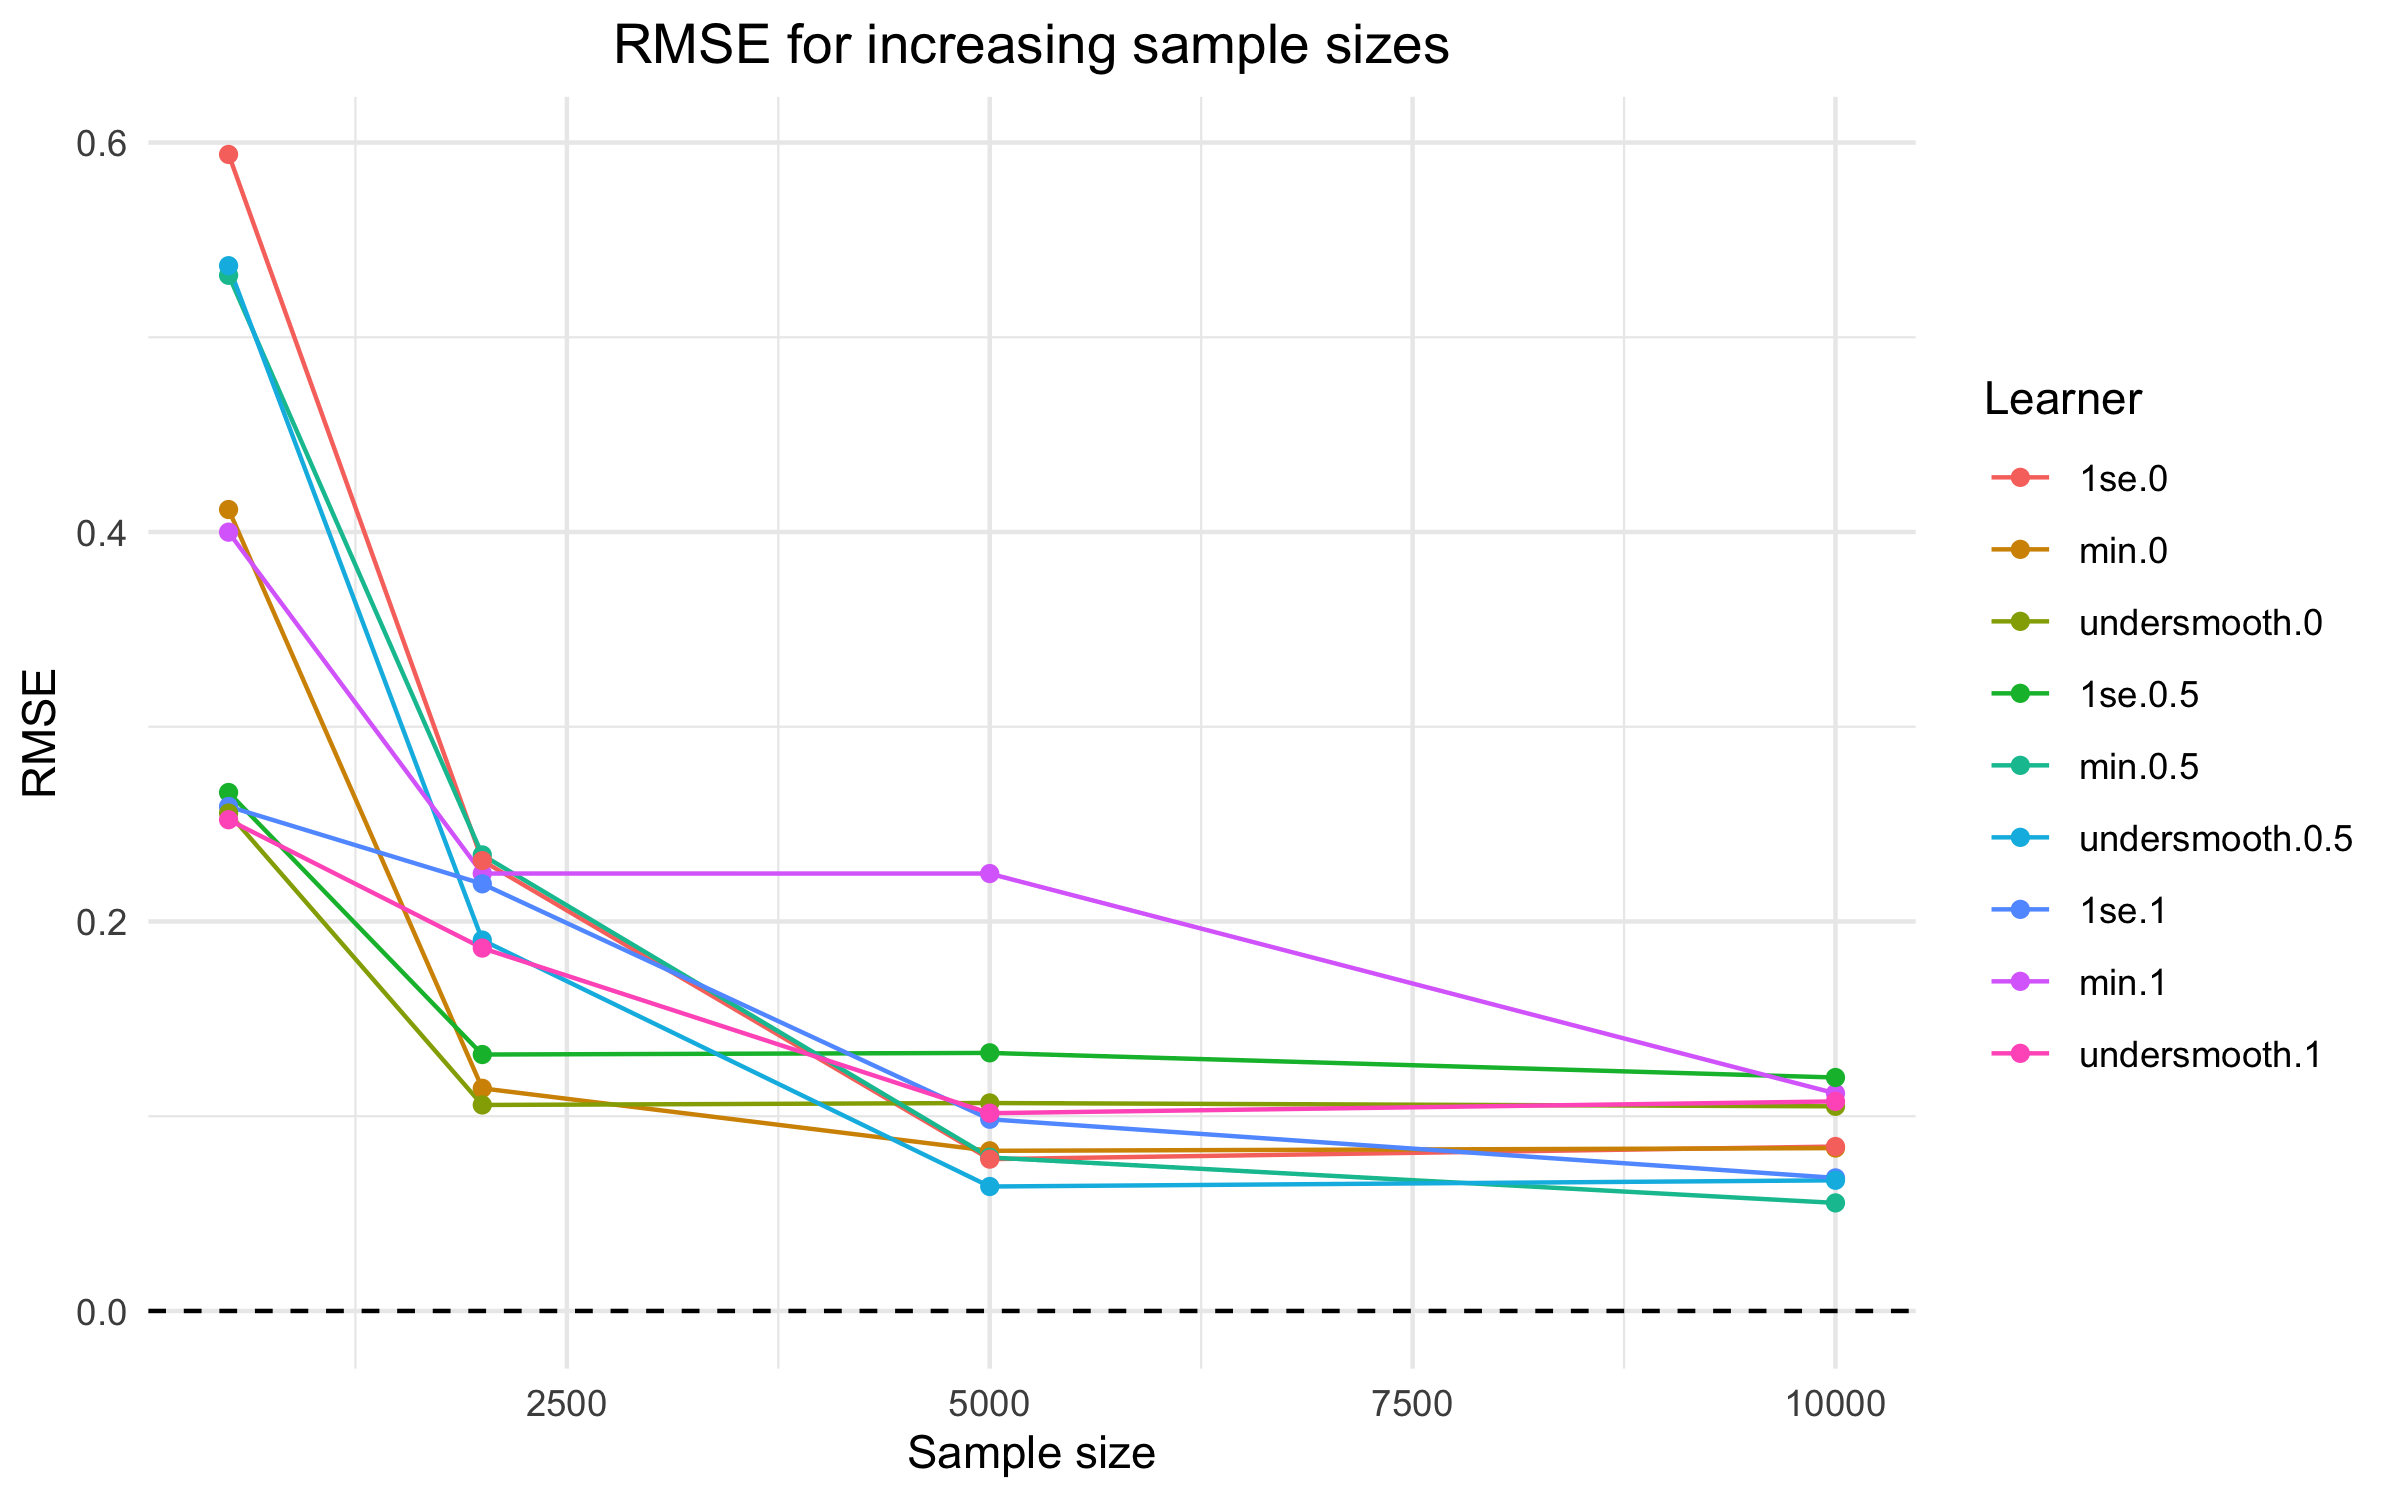 RMSE for increasing sample sizes
0.6
0.4
0.2
0.0
RMSE
2500
5000
7500
10000
Sample size
Learner
1se.0
min.0
undersmooth.0
1se.0.5
min.0.5
undersmooth.0.5
1se.1
min.1
undersmooth.1